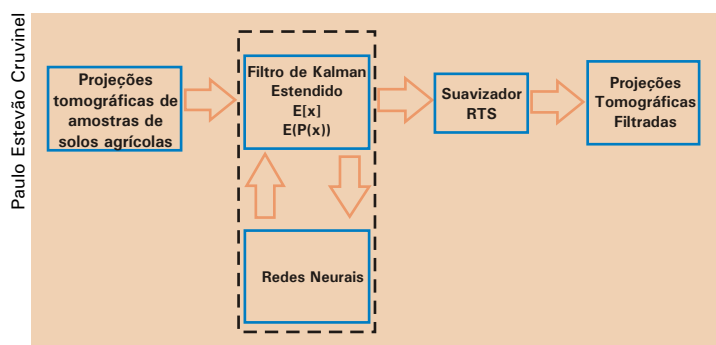 Paulo Estevão Cruvinel
Projeções
tomográficas de
amostras de
solos agrícolas
Filtro de Kalman
Estendido
E[x]
E(P(x))
Suavizador
RTS
Projeções
Tomográficas
Filtradas
Redes Neurais